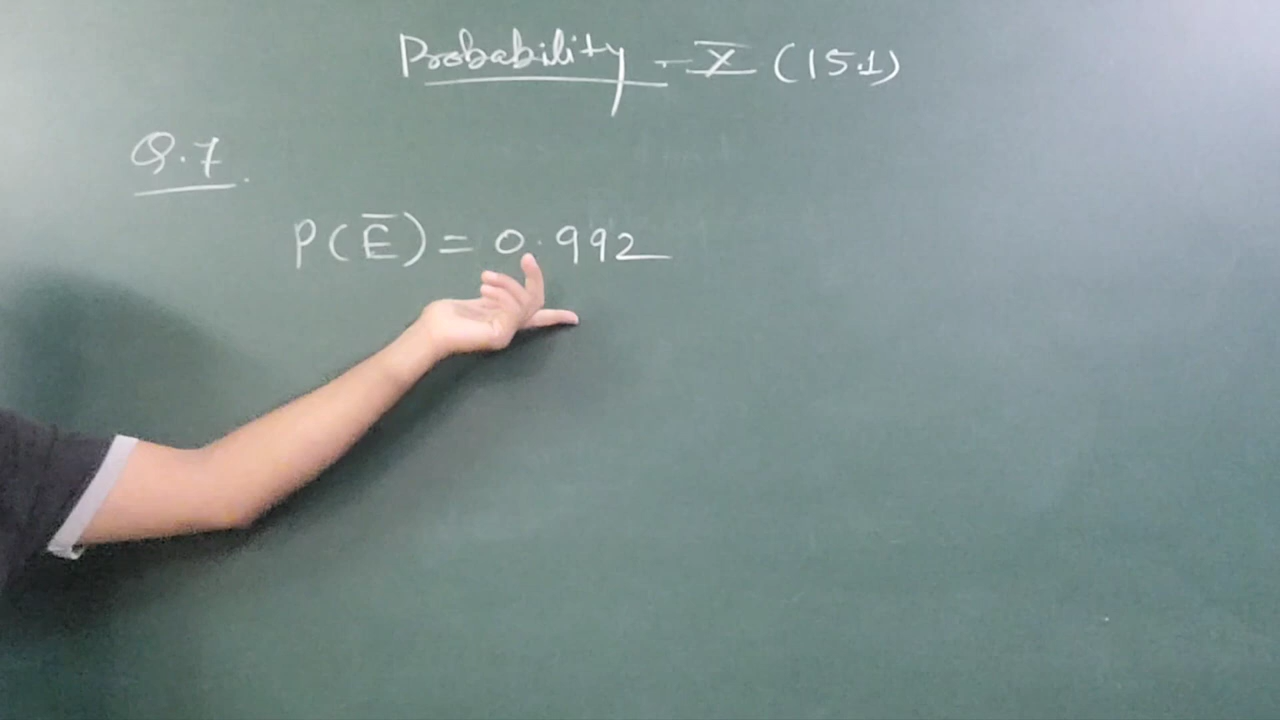 Probability - X (15.1)
Q.7.
P(E̅) = 0.992